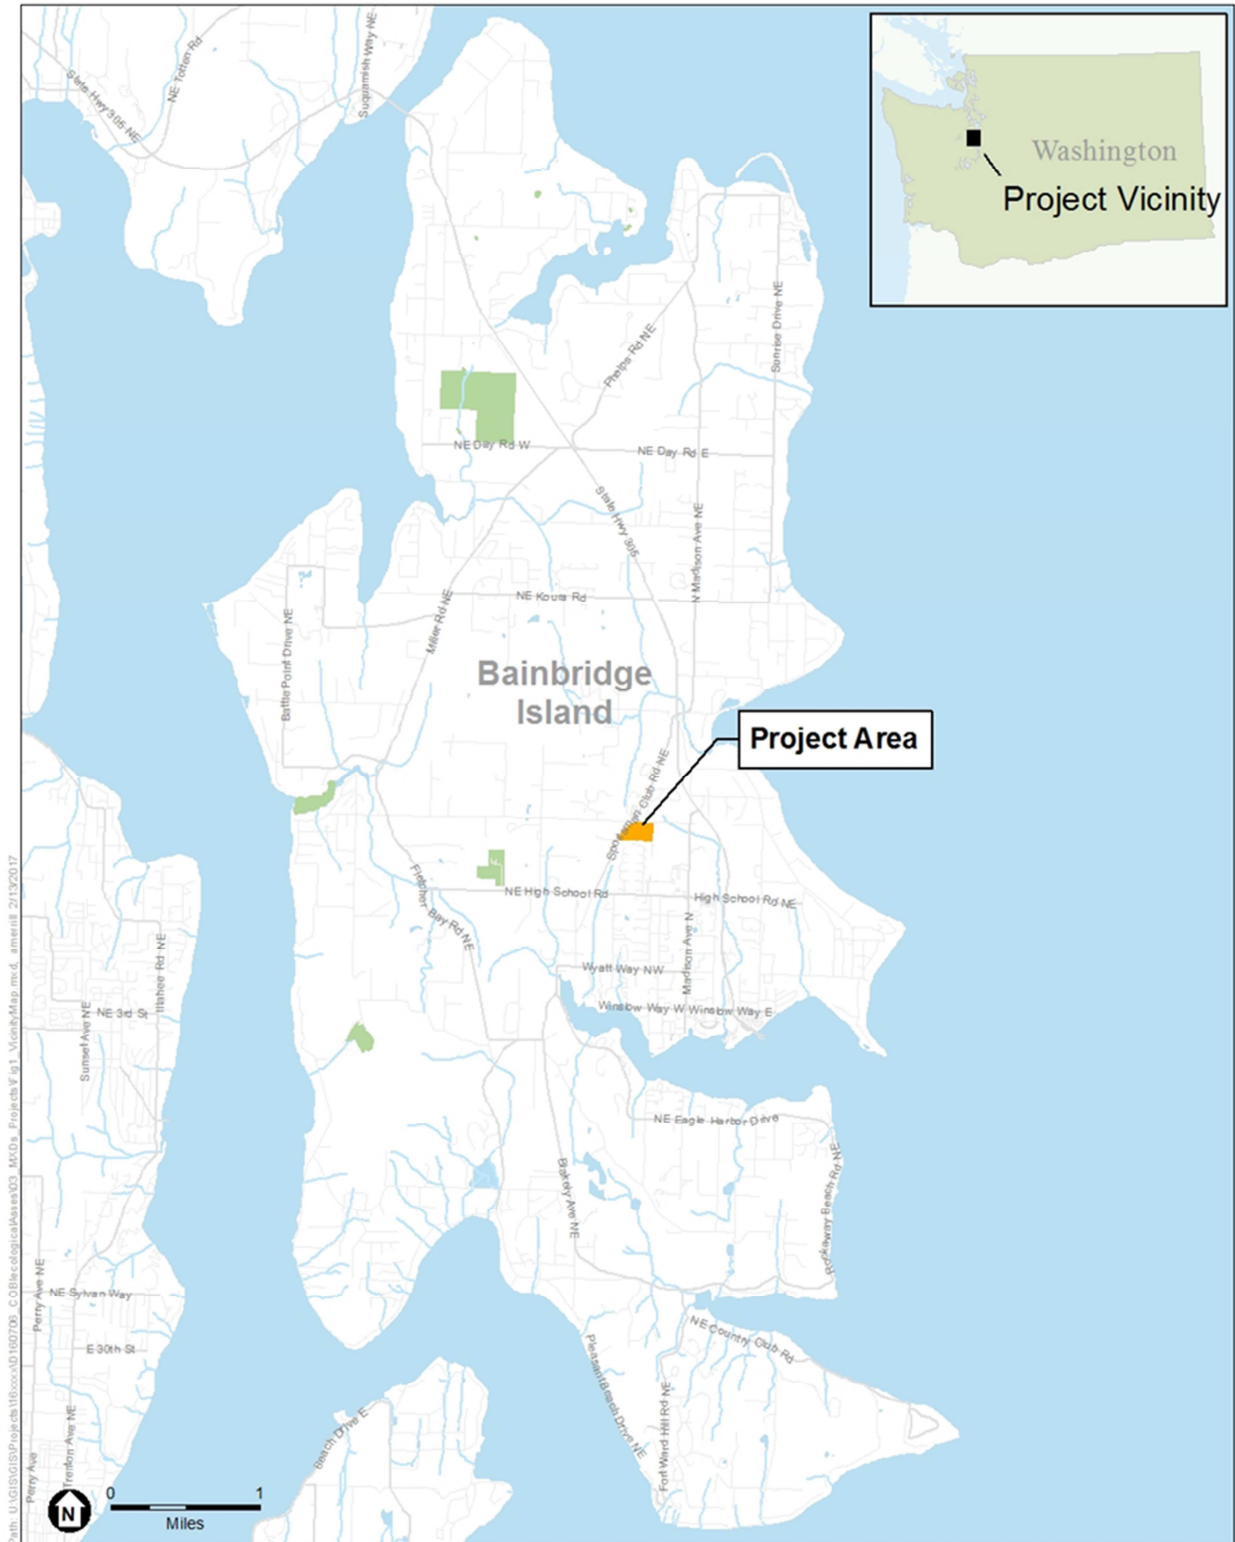 State Hwy 305 NE
NE Totten Rd
Suquamish Way NE
Washington
Project Vicinity
Sunrise Drive NE
Phelps Rd NE
NE Day Rd W
NE Day Rd E
State Hwy 305
N Madison Ave NE
NE Koura Rd
Miller Rd NE
Battle Point Drive NE
Bainbridge
Island
Project Area
Sportsman Club Rd NE
Fletcher Bay Rd NE
NE High School Rd
High School Rd NE
Madison Ave N
Wyatt Way NW
Winslow Way W
Winslow Way E
Illahee Rd NE
NE 3rd St
Sunset Ave NE
NE Eagle Harbor Drive
Rockaway Beach Rd NE
Blakely Ave NE
Perry Ave NE
NE Sylvan Way
E 30th St
NE Country Club Rd
Pleasant Beach Drive NE
Fort Ward Hill Rd NE
Beach Drive E
Trenton Ave NE
Perry Ave
N
0 1
Miles